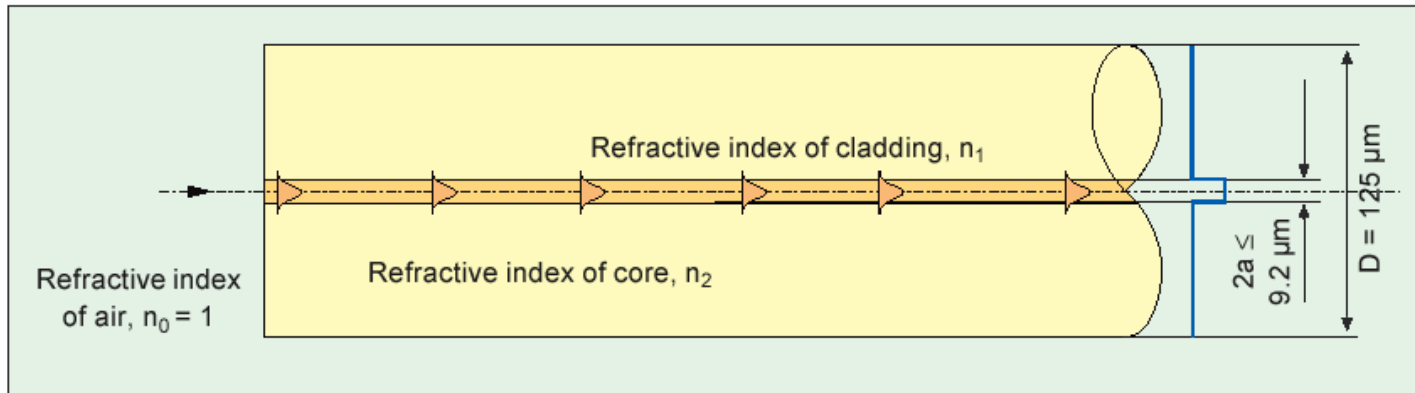 Refractive index of cladding, n₁
Refractive index of core, n₂
Refractive index
of air, n₀ = 1
2a ≤
9.2 µm
D = 125 µm